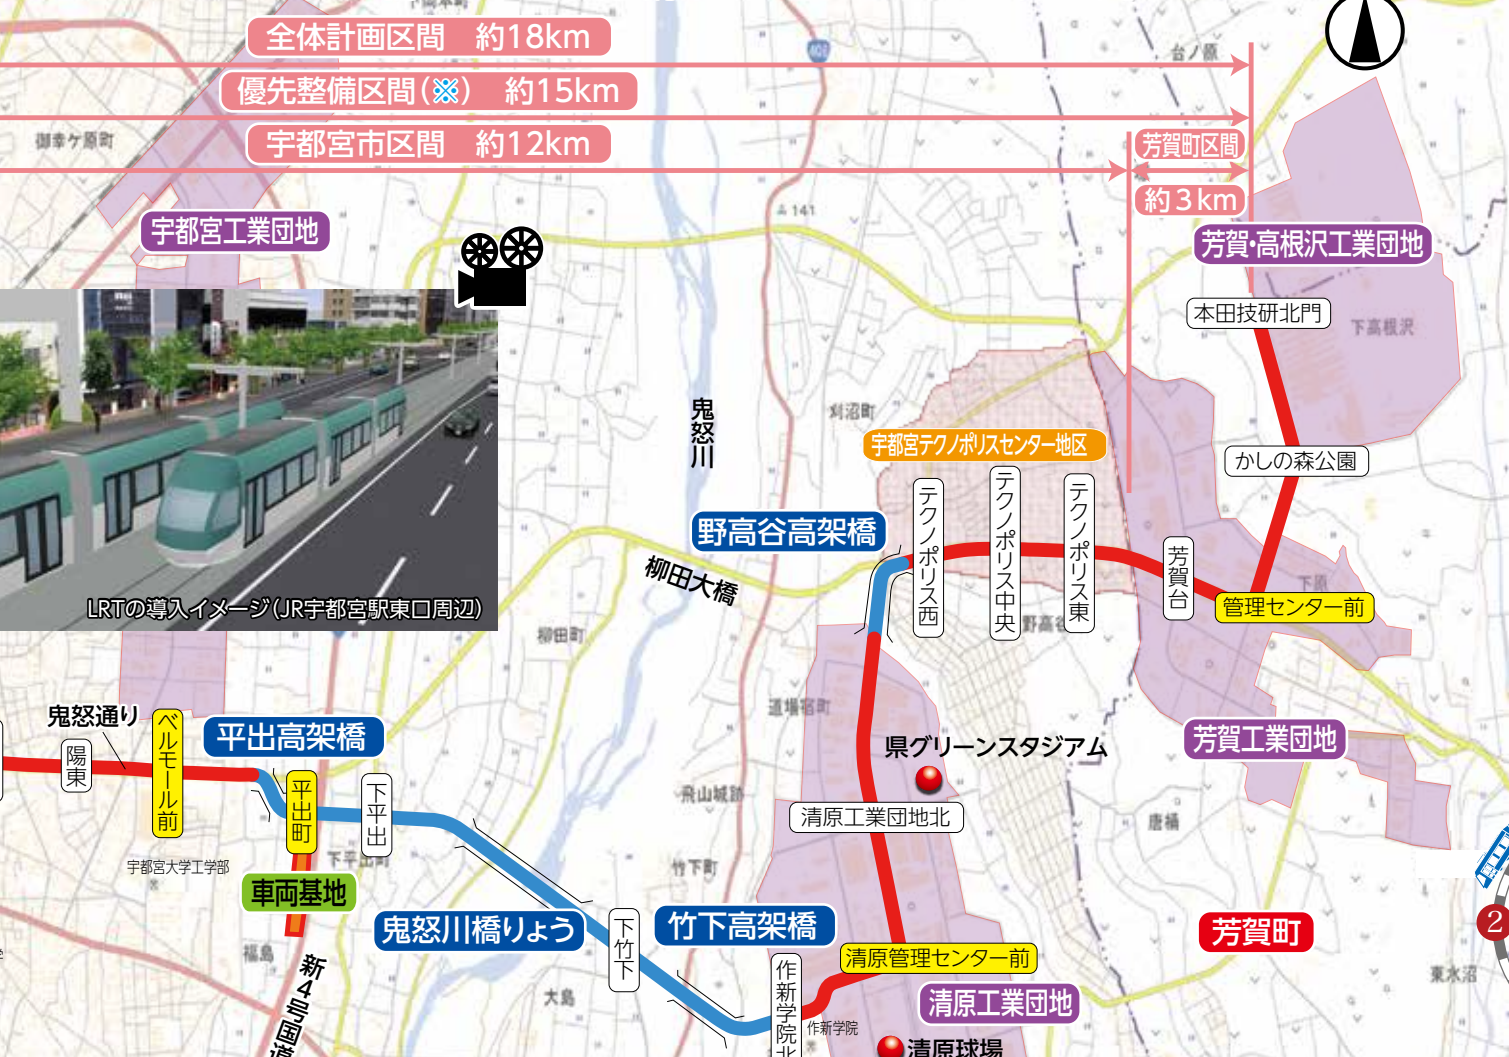 全体計画区間 約18km
優先整備区間(※) 約15km
宇都宮市区間 約12km
芳賀町区間
約3km
408
台ノ原
御幸ケ原町
宇都宮工業団地
141
芳賀・高根沢工業団地
本田技研北門
下高根沢
刈沼町
鬼怒川
宇都宮テクノポリスセンター地区
かしの森公園
野高谷高架橋
柳田大橋
テクノポリス西
テクノポリス中央
テクノポリス東
芳賀台
管理センター前
下原
LRTの導入イメージ(JR宇都宮駅東口周辺)
柳田町
道場宿町
鬼怒通り
陽東
ベルモール前
平出高架橋
平出町
下平出
県グリーンスタジアム
芳賀工業団地
飛山城跡
清原工業団地北
唐桶
宇都宮大学工学部
竹下町
車両基地
鬼怒川橋りょう
下竹下
竹下高架橋
芳賀町
2
福島
新4号国道
大島
作新学院北
清原管理センター前
清原工業団地
作新学院
清原球場
東水沼